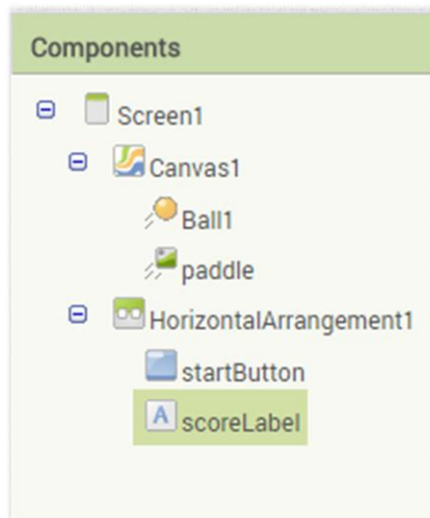 Components
Screen1
Canvas1
Ball1
paddle
HorizontalArrangement1
startButton
A scoreLabel